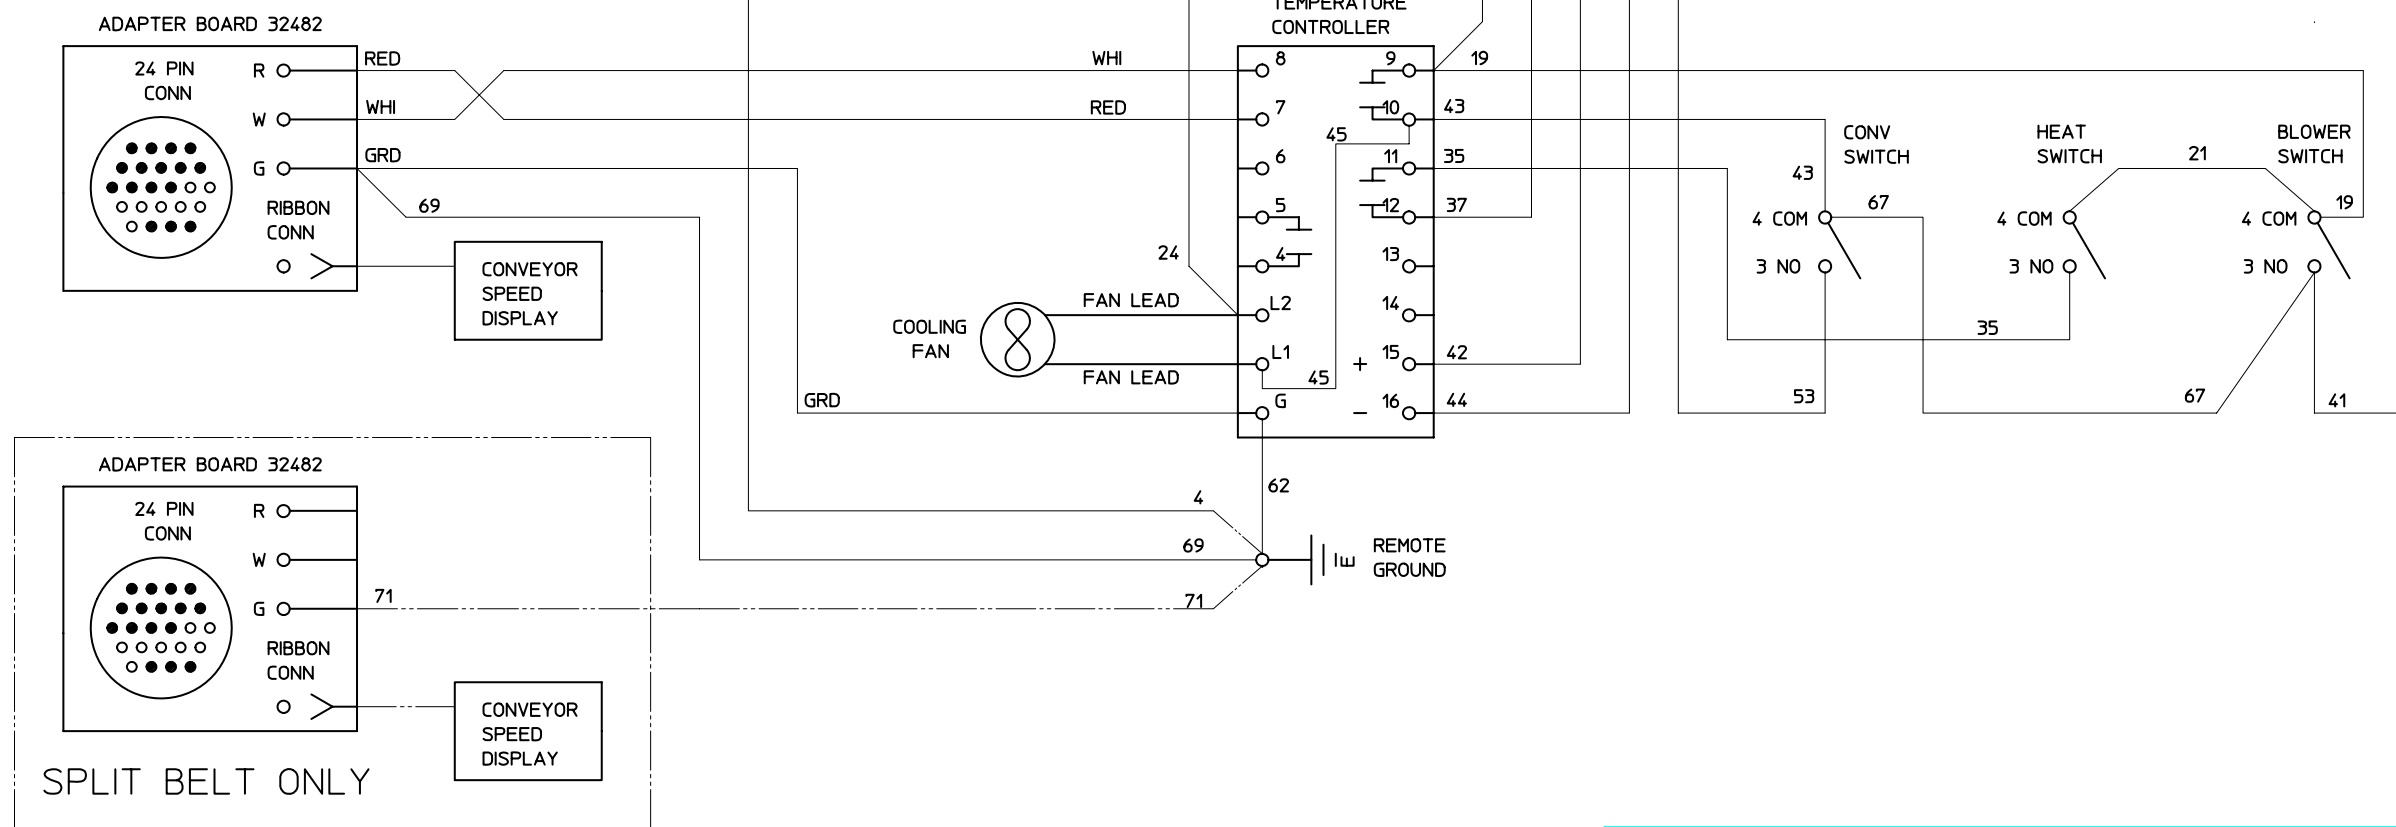 TEMPERATURE
CONTROLLER
ADAPTER BOARD 32482
24 PIN
CONN
R
RED
W
WHI
G
GRD
69
RIBBON
CONN
CONVEYOR
SPEED
DISPLAY
WHI
RED
24
COOLING
FAN
FAN LEAD
FAN LEAD
GRD
8
7
6
5
4
L2
L1
G
9
10
11
12
13
14
+ 15
- 16
45
45
19
43
35
37
42
44
CONV
SWITCH
43
4 COM
67
3 NO
53
HEAT
SWITCH
21
4 COM
3 NO
35
BLOWER
SWITCH
19
4 COM
3 NO
67
41
62
4
69
71
REMOTE
GROUND
E
ADAPTER BOARD 32482
24 PIN
CONN
R
W
G
71
RIBBON
CONN
CONVEYOR
SPEED
DISPLAY
SPLIT BELT ONLY